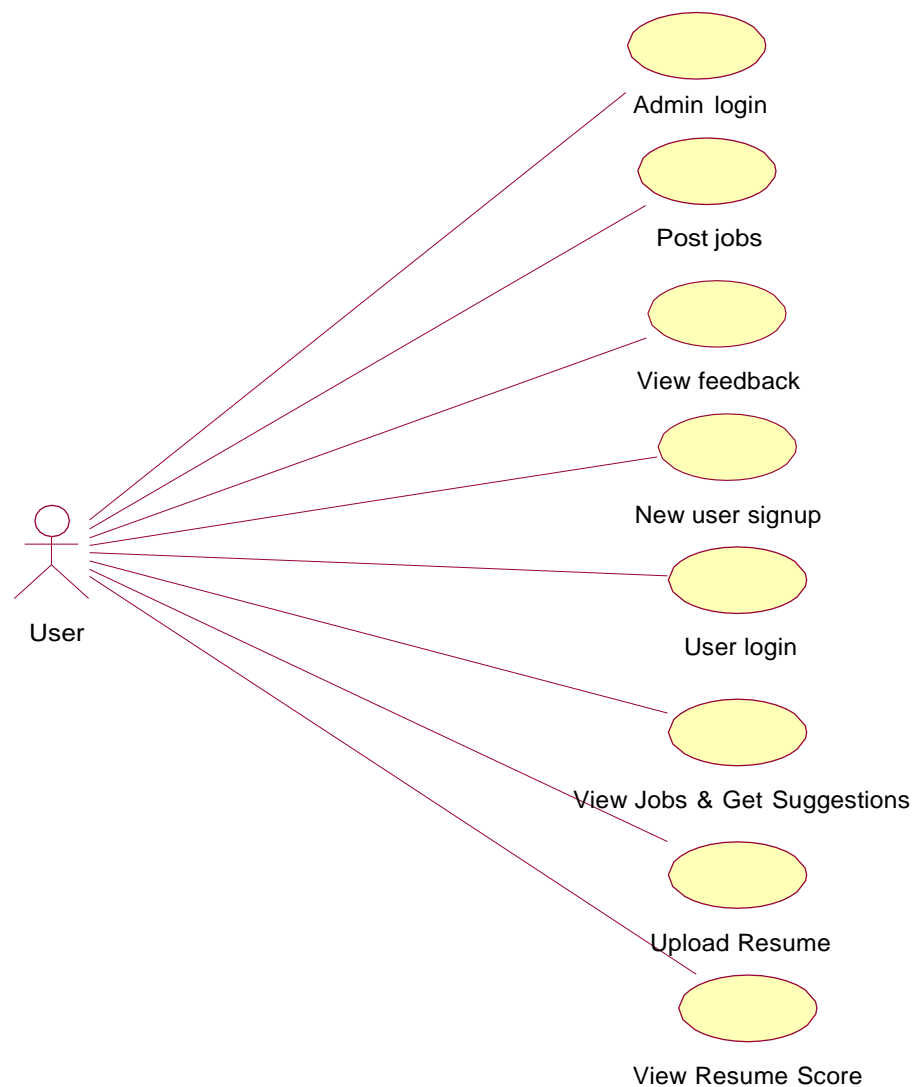 Admin login
Post jobs
View feedback
New user signup
User
User login
View Jobs & Get Suggestions
Upload Resume
View Resume Score